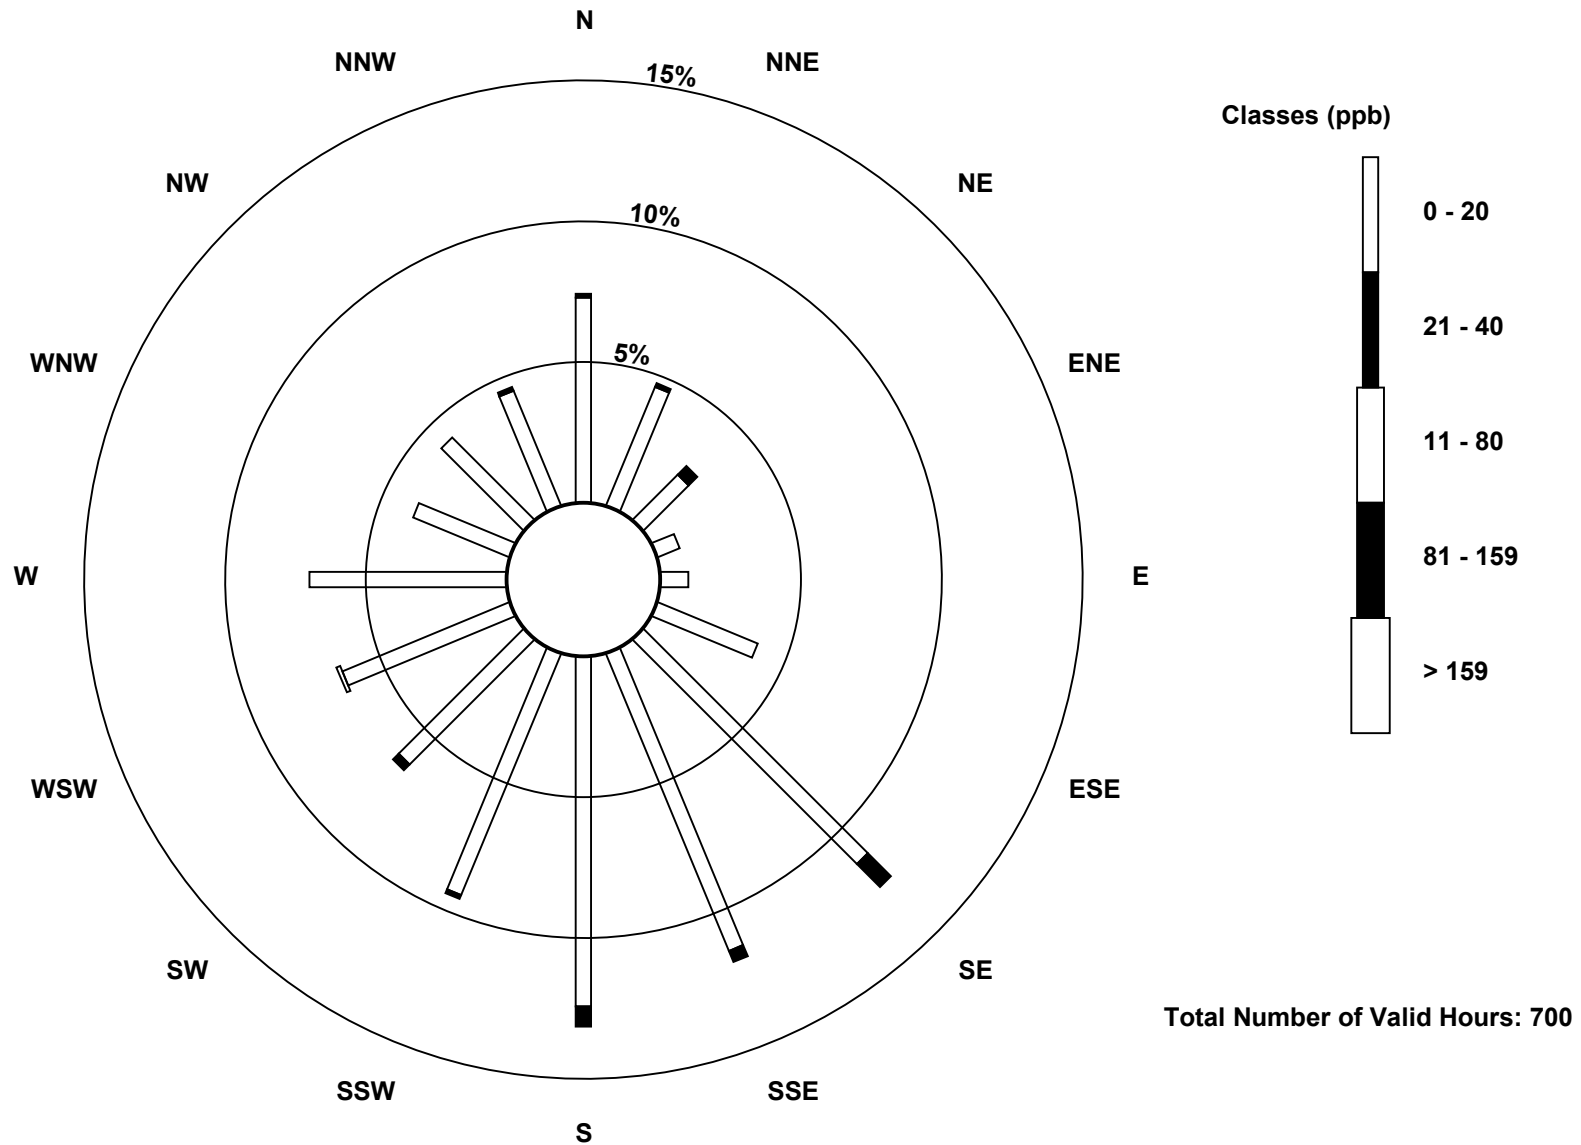 N
NNW
NNE
15%
Classes (ppb)
NW
NE
0 - 20
10%
21 - 40
WNW
5%
ENE
11 - 80
W
E
81 - 159
> 159
WSW
ESE
SW
SE
Total Number of Valid Hours: 700
SSW
SSE
S